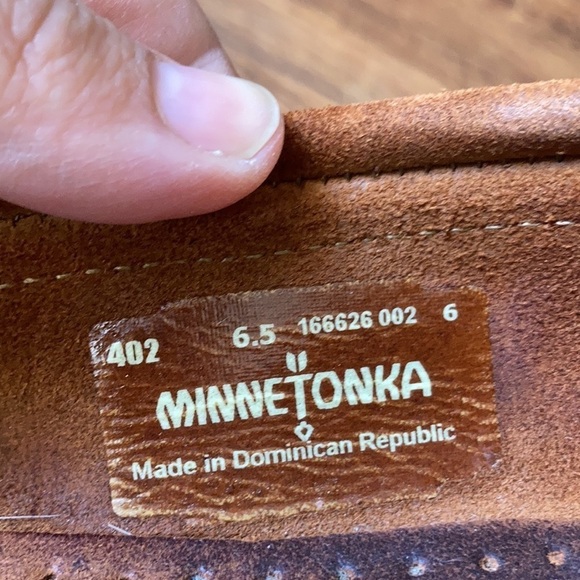 402 6.5 166626 002 6
MINNETONKA
Made in Dominican Republic